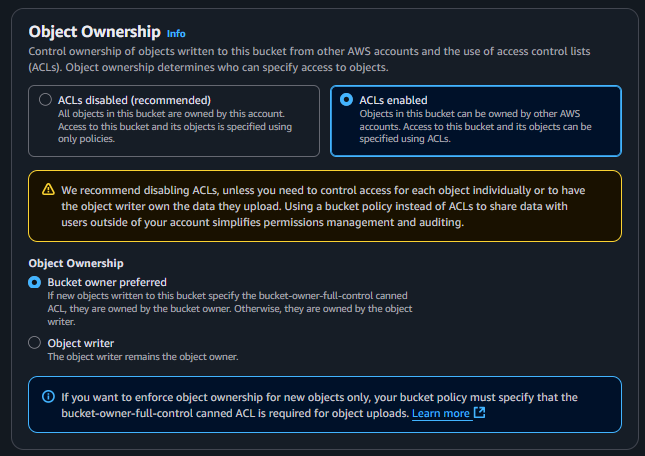 Object Ownership Info
Control ownership of objects written to this bucket from other AWS accounts and the use of access control lists
(ACLs). Object ownership determines who can specify access to objects.
ACLs disabled (recommended)
All objects in this bucket are owned by this account.
Access to this bucket and its objects is specified using
only policies.
ACLs enabled
Objects in this bucket can be owned by other AWS
accounts. Access to this bucket and its objects can be
specified using ACLs.
We recommend disabling ACLs, unless you need to control access for each object individually or to have
the object writer own the data they upload. Using a bucket policy instead of ACLs to share data with
users outside of your account simplifies permissions management and auditing.
Object Ownership
Bucket owner preferred
If new objects written to this bucket specify the bucket-owner-full-control canned
ACL, they are owned by the bucket owner. Otherwise, they are owned by the object
writer.
Object writer
The object writer remains the object owner.
If you want to enforce object ownership for new objects only, your bucket policy must specify that the
bucket-owner-full-control canned ACL is required for object uploads. Learn more